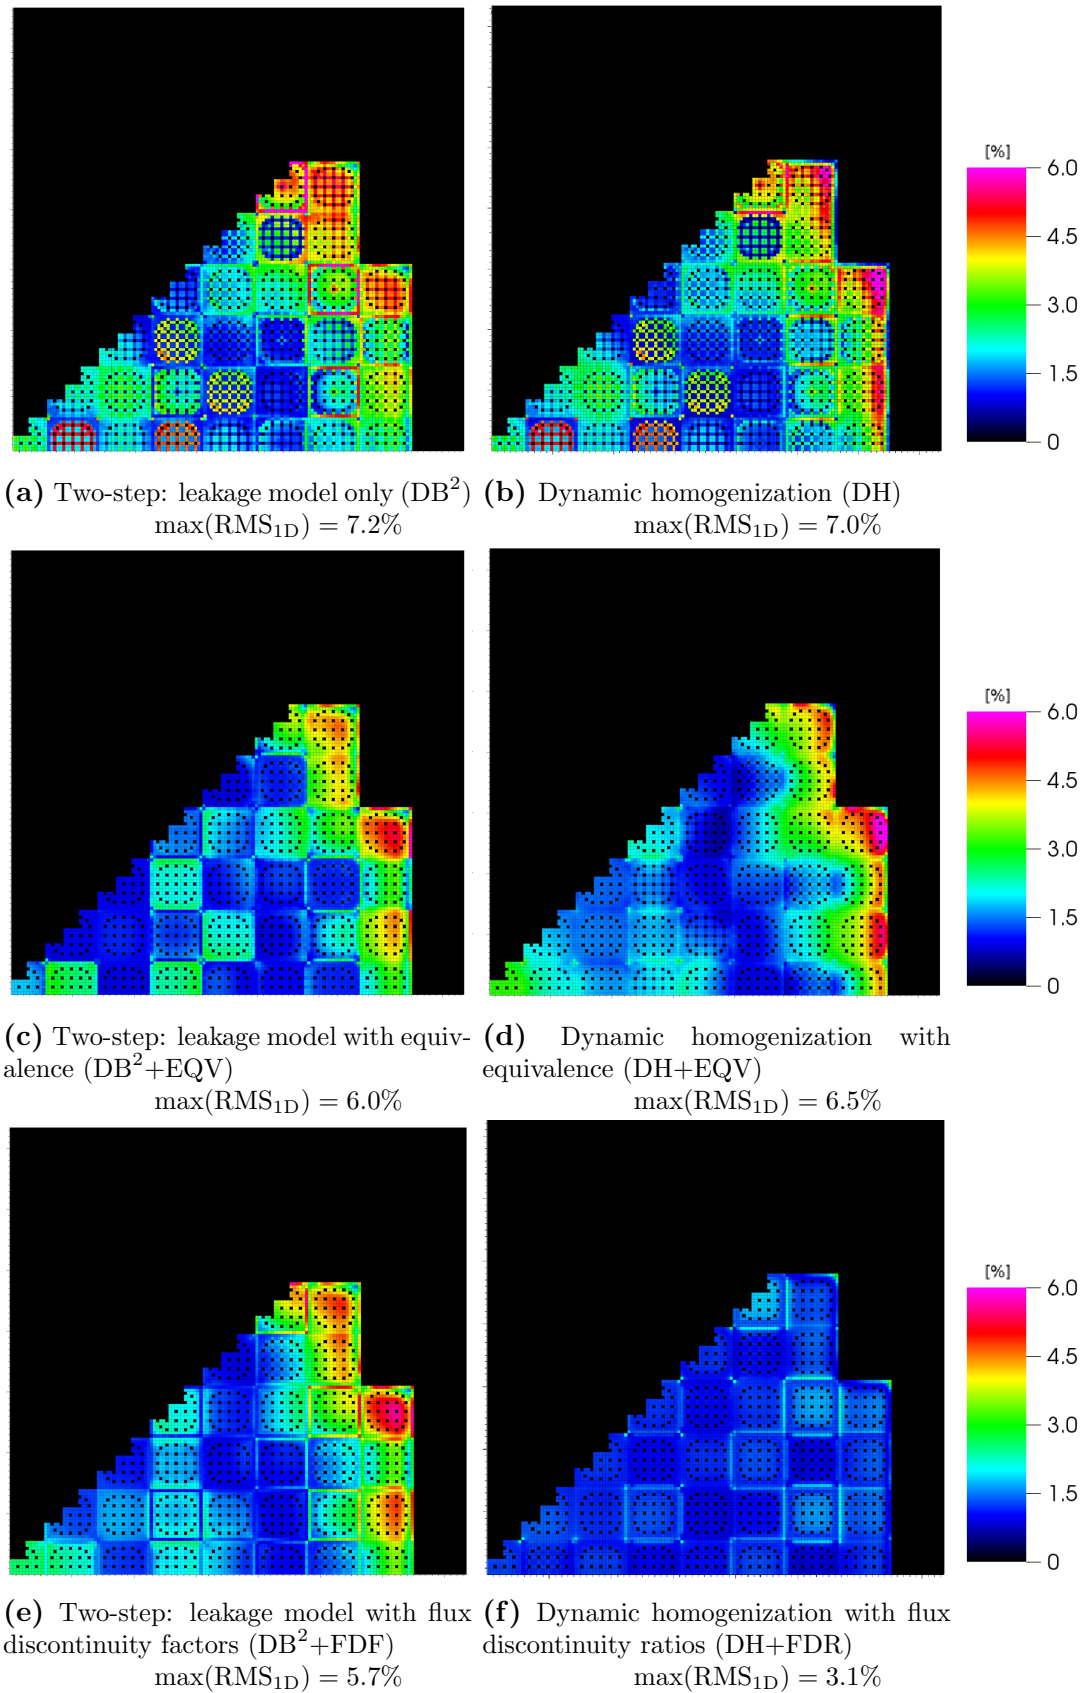 [%]
6.0
4.5
3.0
1.5
0
(a) Two-step: leakage model only (DB²)
max(RMS₁D) = 7.2%
(b) Dynamic homogenization (DH)
max(RMS₁D) = 7.0%
[%]
6.0
4.5
3.0
1.5
0
(c) Two-step: leakage model with equiv-
alence (DB²+EQV)
max(RMS₁D) = 6.0%
(d) Dynamic homogenization with
equivalence (DH+EQV)
max(RMS₁D) = 6.5%
[%]
6.0
4.5
3.0
1.5
0
(e) Two-step: leakage model with flux
discontinuity factors (DB²+FDF)
max(RMS₁D) = 5.7%
(f) Dynamic homogenization with flux
discontinuity ratios (DH+FDR)
max(RMS₁D) = 3.1%